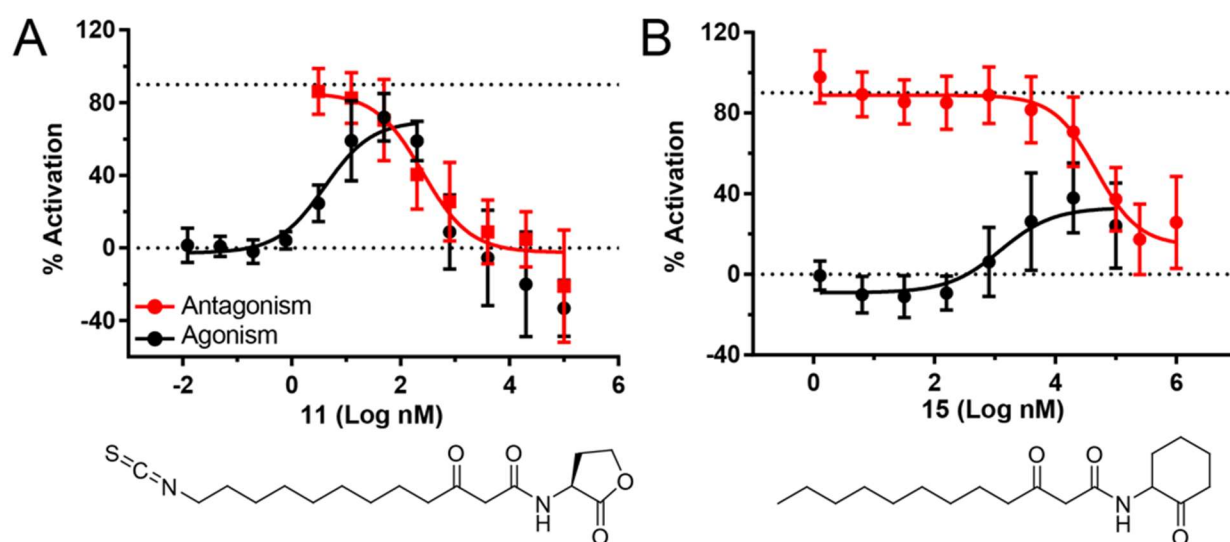 A
120
80
40
0
-40
% Activation
Antagonism
Agonism
-2
0
2
4
6
11 (Log nM)
S
C
N
O
O
N
H
O
O
B
120
80
40
0
-40
% Activation
0
2
4
6
15 (Log nM)
O
O
N
H
O